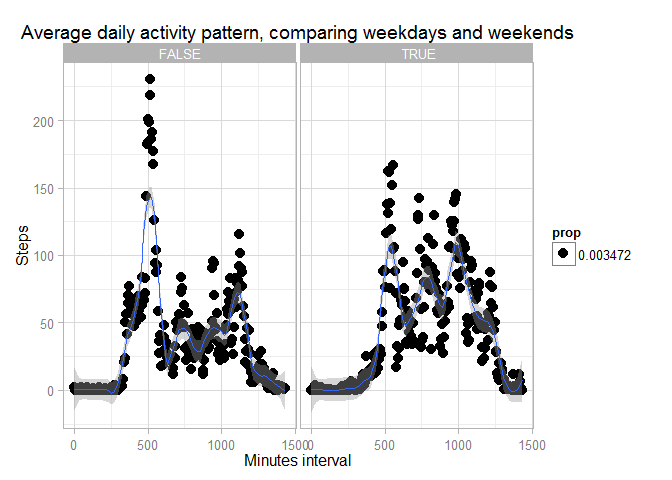 Average daily activity pattern, comparing weekdays and weekends
FALSE
TRUE
200
150
100
50
0
Steps
0
500
1000
1500
0
500
1000
1500
Minutes interval
prop
0.003472